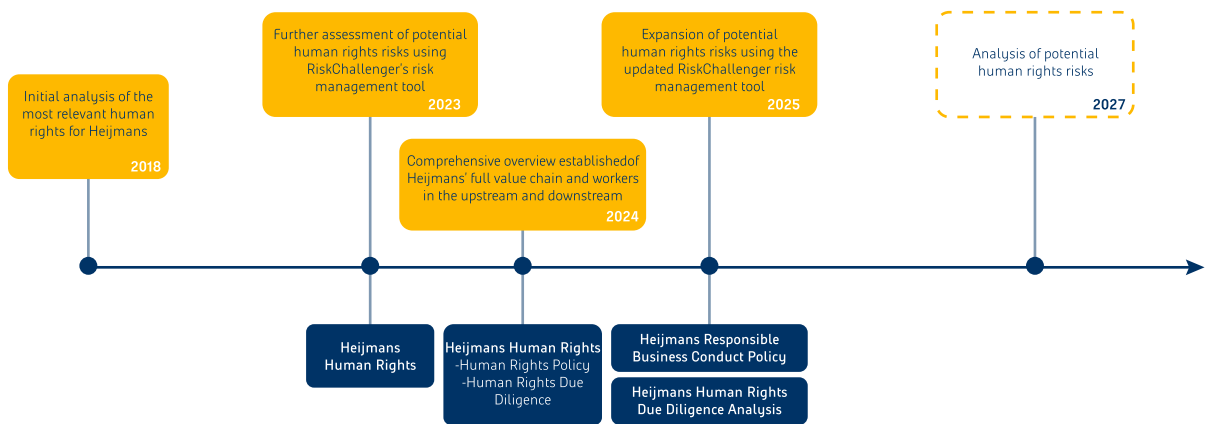 Initial analysis of the
most relevant human
rights for Heijmans
2018
Further assessment of potential
human rights risks using
RiskChallenger's risk
management tool
2023
Comprehensive overview establishedof
Heijmans' full value chain and workers
in the upstream and downstream
2024
Expansion of potential
human rights risks using the
updated RiskChallenger risk
management tool
2025
Analysis of potential
human rights risks
2027
Heijmans
Human Rights
Heijmans Human Rights
-Human Rights Policy
-Human Rights Due
Diligence
Heijmans Responsible
Business Conduct Policy
Heijmans Human Rights
Due Diligence Analysis